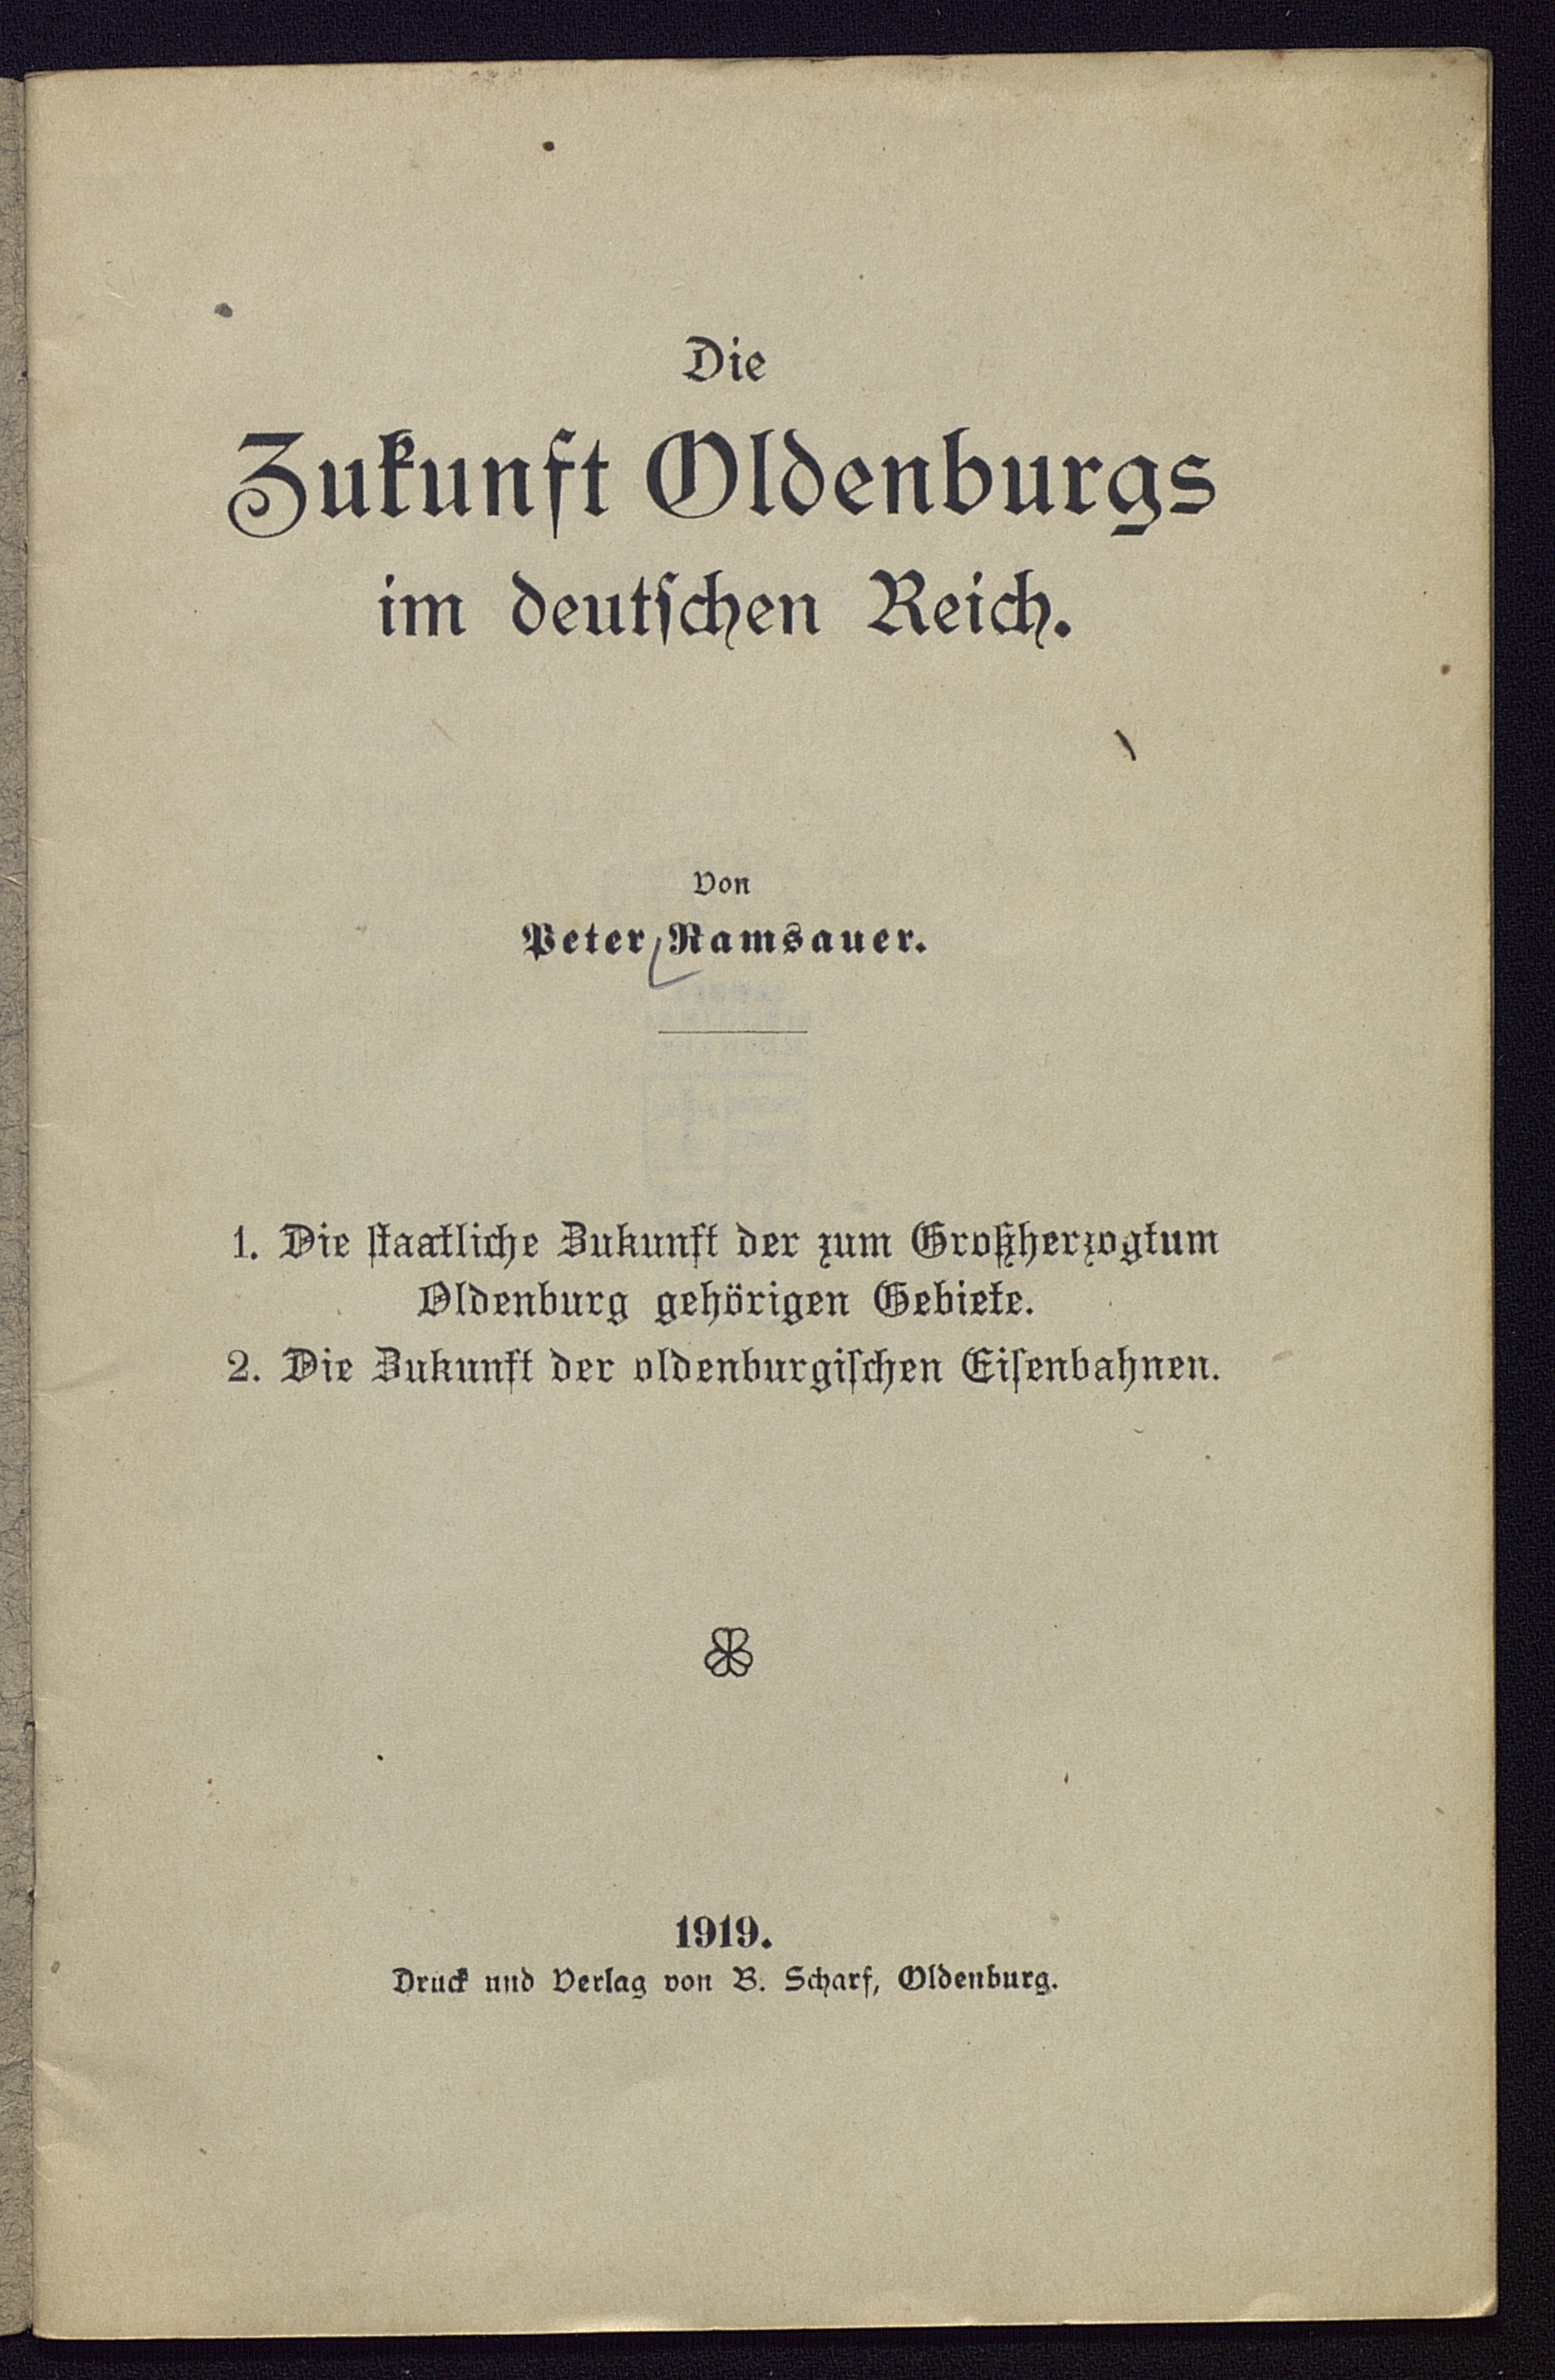 Die
Zukunft Oldenburgs
im deutſchen Reich.
Von
Peter Ramsauer.
1. Die ſtaatliche Zukunft der zum Großherzogtum
Oldenburg gehörigen Gebiete.
2. Die Zukunft der oldenburgiſchen Eiſenbahnen.
1919.
Druck und Verlag von B. Scharf, Oldenburg.